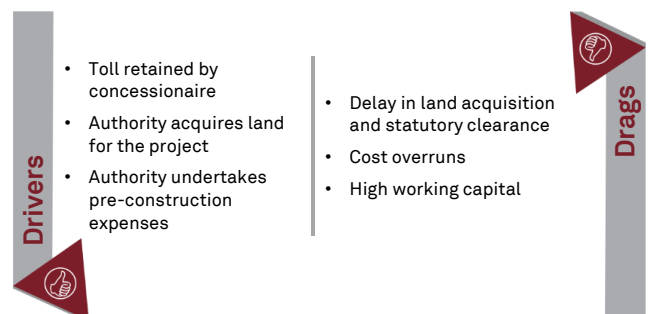 Drivers
• Toll retained by
concessionaire
• Authority acquires land
for the project
• Authority undertakes
pre-construction
expenses
• Delay in land acquisition
and statutory clearance
• Cost overruns
• High working capital
Drags